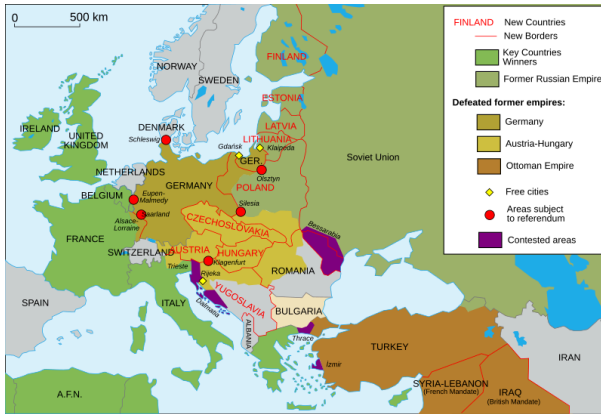 0 500 km
FINLAND New Countries
New Borders
Key Countries
Winners
Former Russian Empire
Defeated former empires:
Germany
Austria-Hungary
Ottoman Empire
Free cities
Areas subject
to referendum
Contested areas
NORWAY
SWEDEN
FINLAND
ESTONIA
LATVIA
LITHUANIA
Klaipeda
IRELAND
UNITED
KINGDOM
DENMARK
Schleswig
Gdańsk
GER.
Olsztyn
Soviet Union
NETHERLANDS
GERMANY
POLAND
BELGIUM
Eupen-
Malmedy
Silesia
Saarland
Alsace-
Lorraine
CZECHOSLOVAKIA
Bessarabia
FRANCE
SWITZERLAND
AUSTRIA
HUNGARY
Klagenfurt
Trieste
Rijeka
ROMANIA
YUGOSLAVIA
Dalmatia
SPAIN
ITALY
BULGARIA
ALBANIA
Thrace
TURKEY
Izmir
IRAN
A.F.N.
SYRIA-LEBANON
(French Mandate)
IRAQ
(British Mandate)